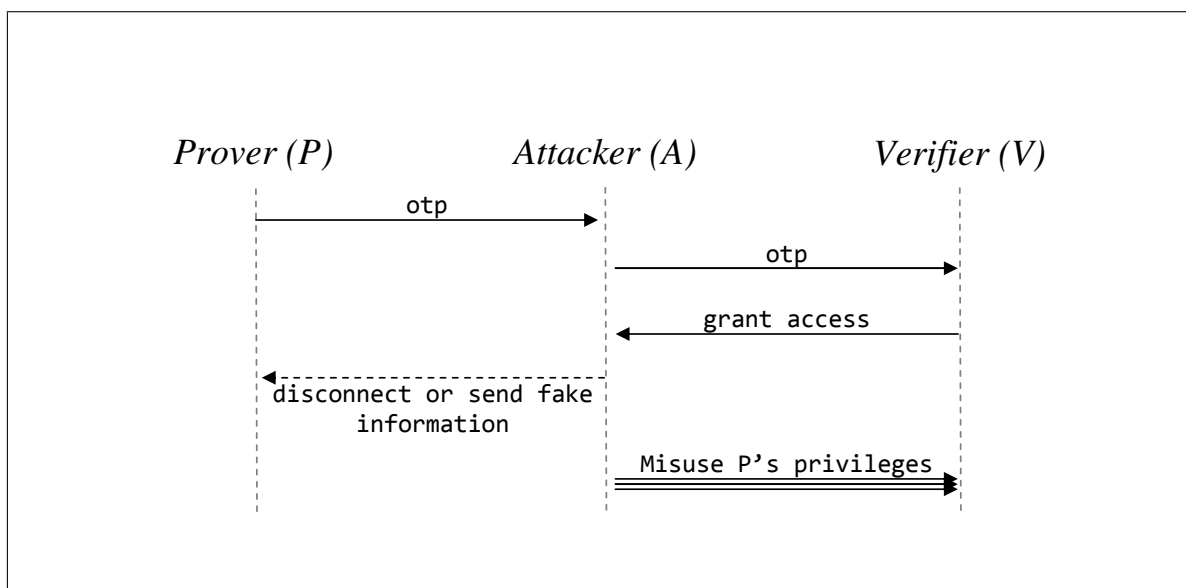 Prover (P) Attacker (A) Verifier (V)
otp
otp
grant access
disconnect or send fake
information
Misuse P’s privileges